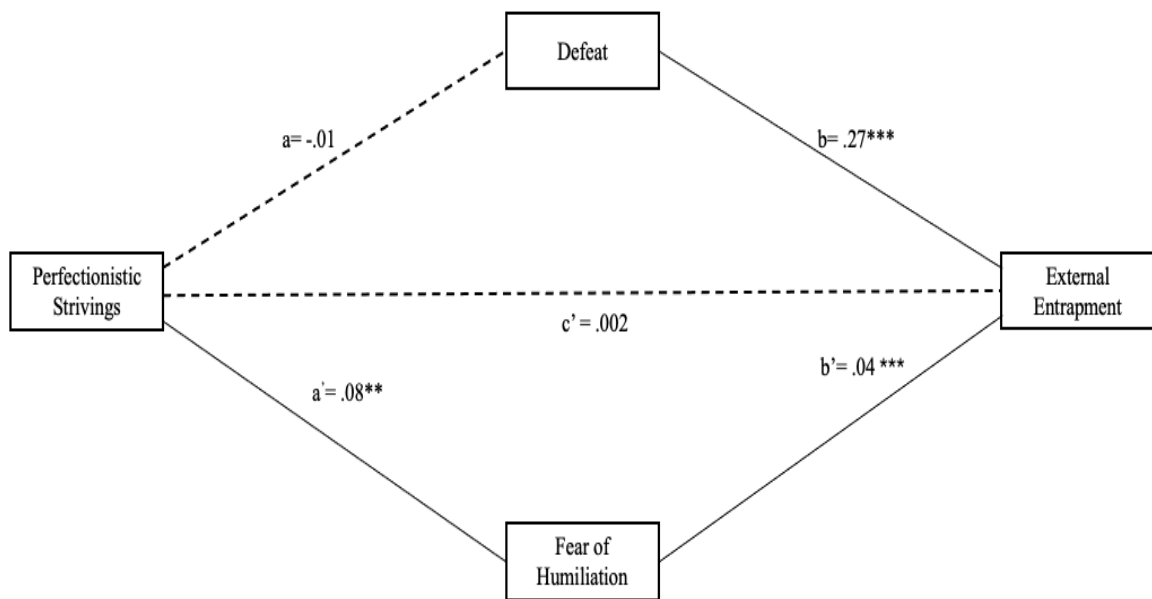 Defeat
a= -.01
b= .27***
Perfectionistic
Strivings
External
Entrapment
c’ = .002
a’= .08**
b’= .04 ***
Fear of
Humiliation